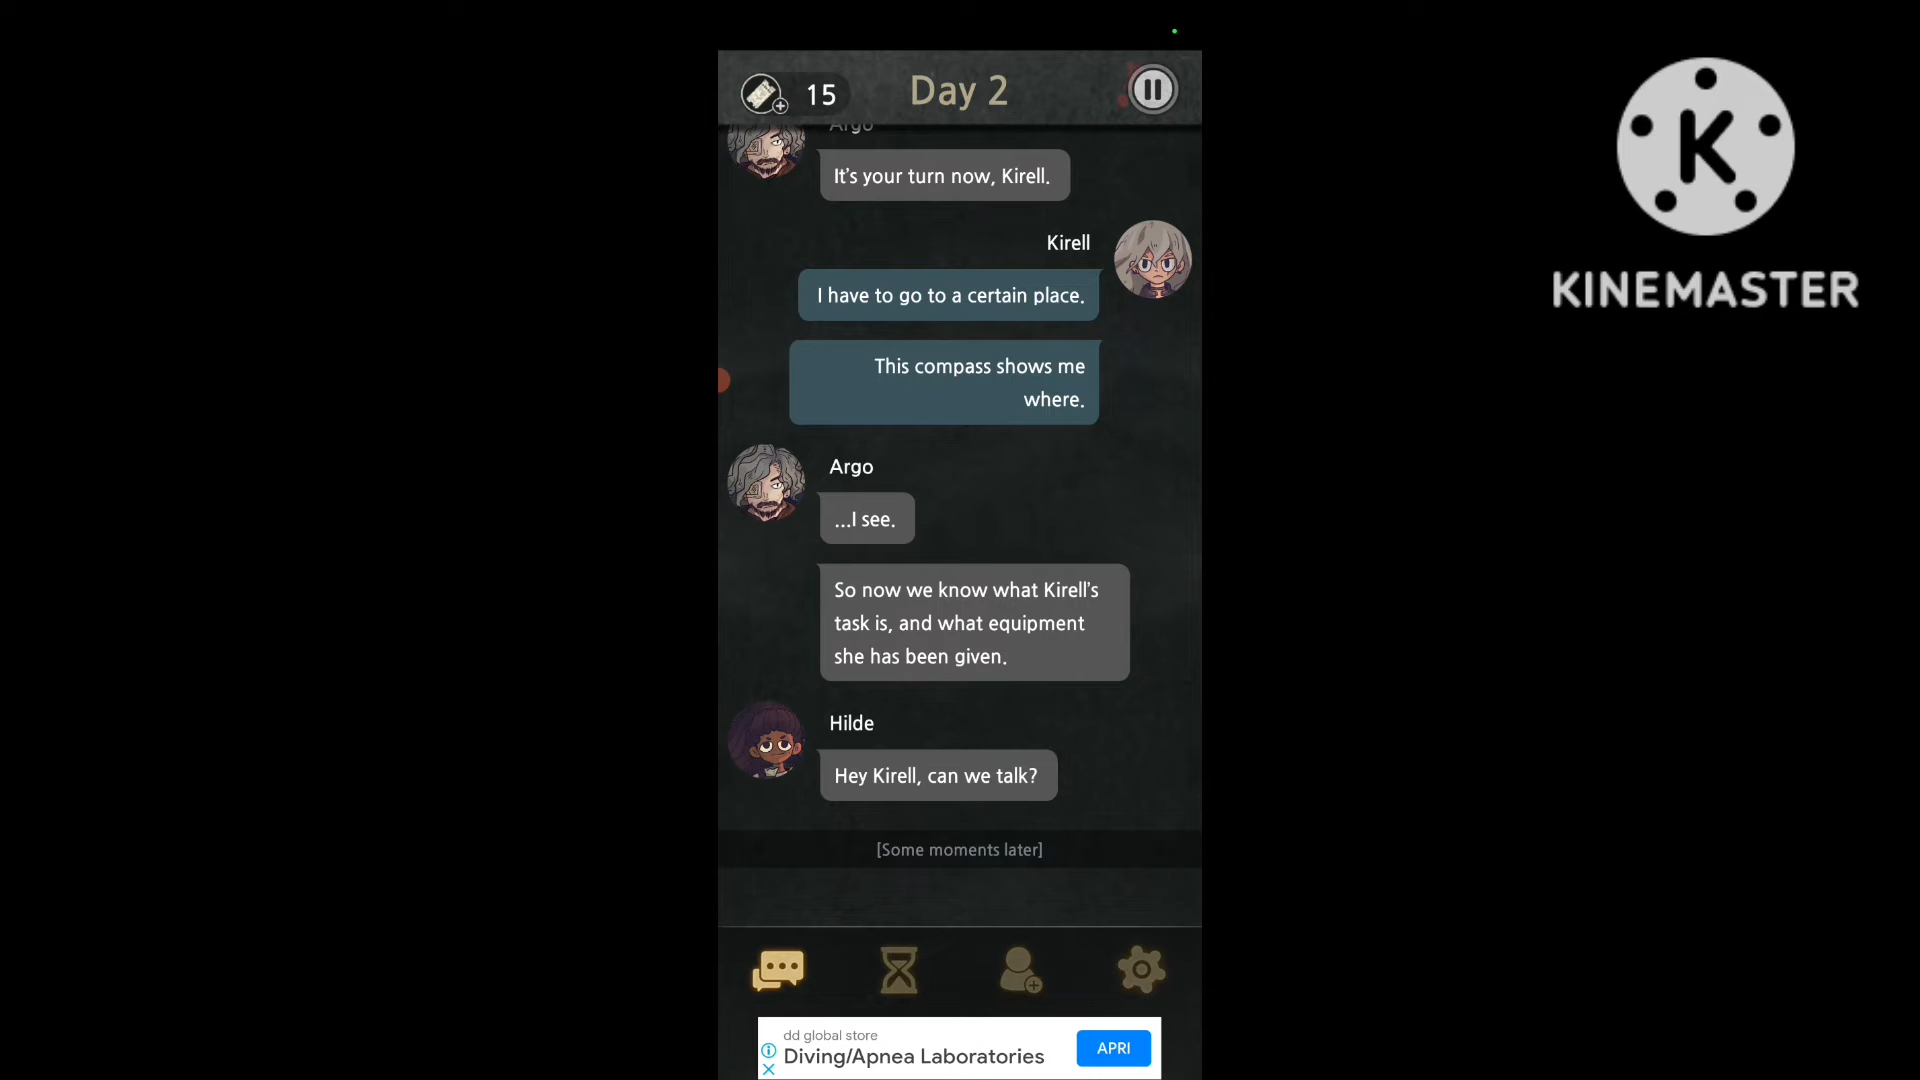 15
Day 2
Argo
It's your turn now, Kirell.
Kirell
I have to go to a certain place.
This compass shows me
where.
Argo
...I see.
So now we know what Kirell's
task is, and what equipment
she has been given.
Hilde
Hey Kirell, can we talk?
[Some moments later]
dd global store
Diving/Apnea Laboratories
APRI
K
KINEMASTER